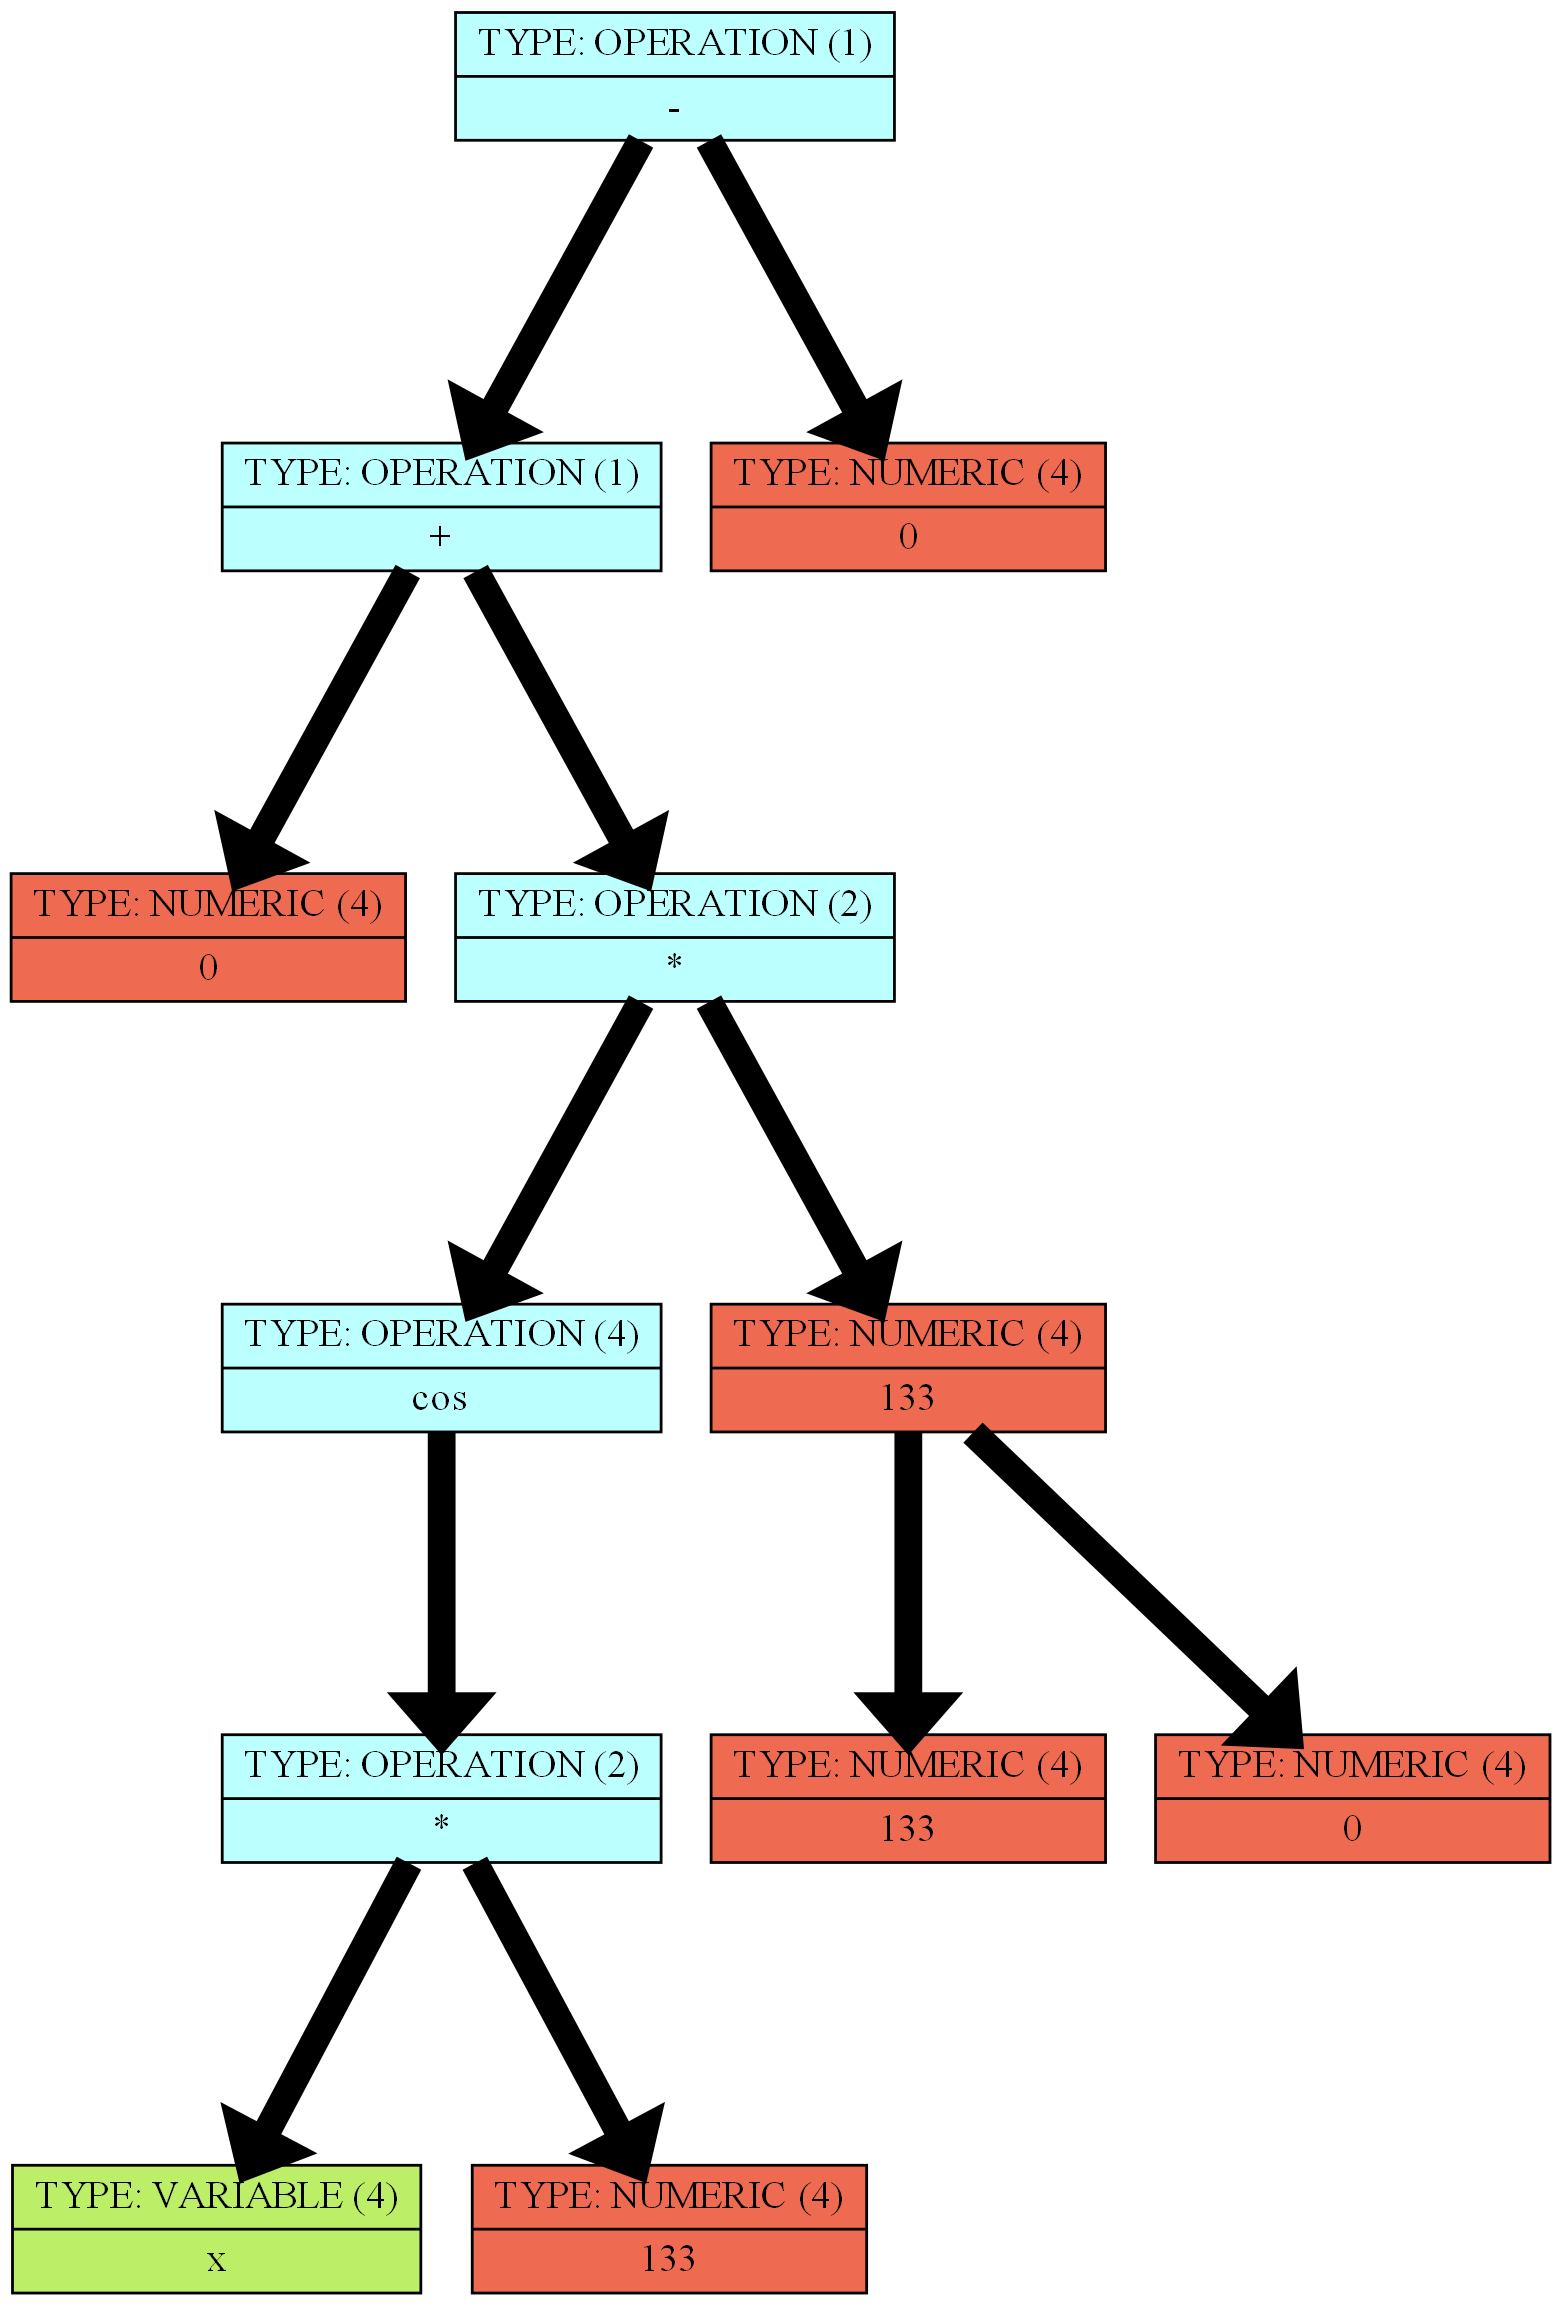 TYPE: OPERATION (1)
-
TYPE: OPERATION (1)
+
TYPE: NUMERIC (4)
0
TYPE: NUMERIC (4)
0
TYPE: OPERATION (2)
*
TYPE: OPERATION (4)
cos
TYPE: NUMERIC (4)
133
TYPE: OPERATION (2)
*
TYPE: NUMERIC (4)
133
TYPE: NUMERIC (4)
0
TYPE: VARIABLE (4)
x
TYPE: NUMERIC (4)
133